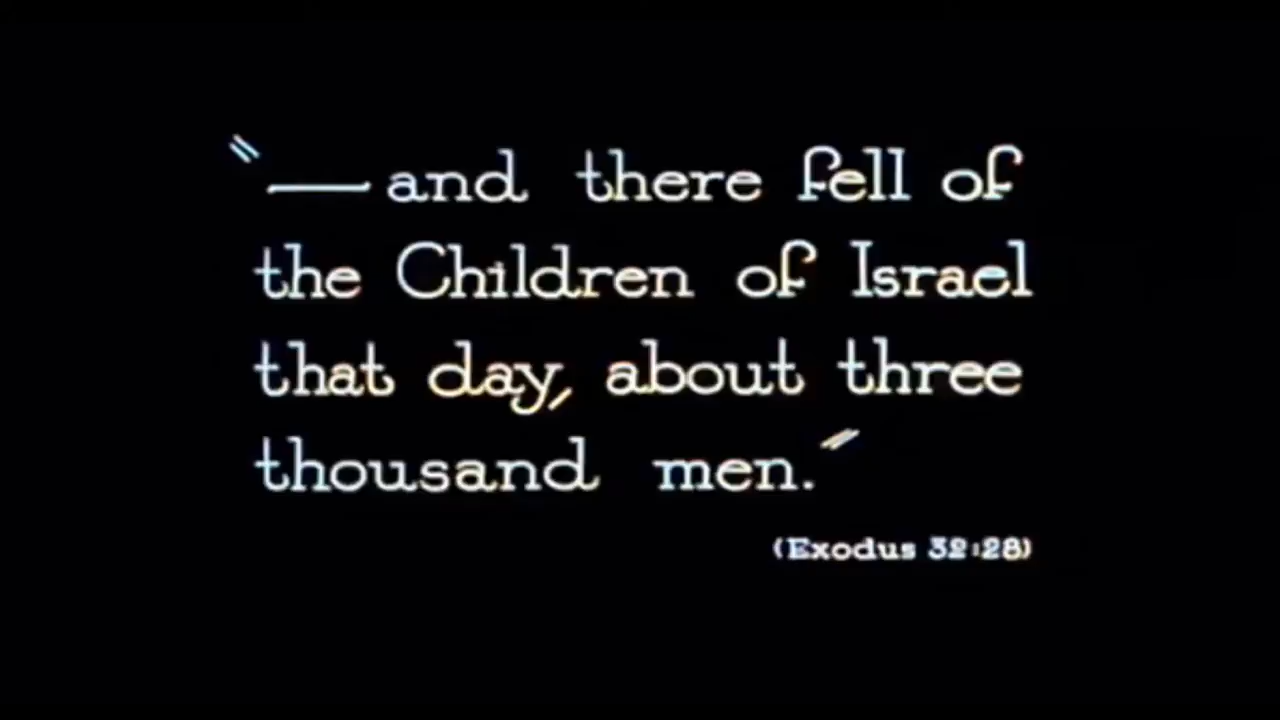 "—and there fell of
the Children of Israel
that day, about three
thousand men."
(Exodus 32:28)